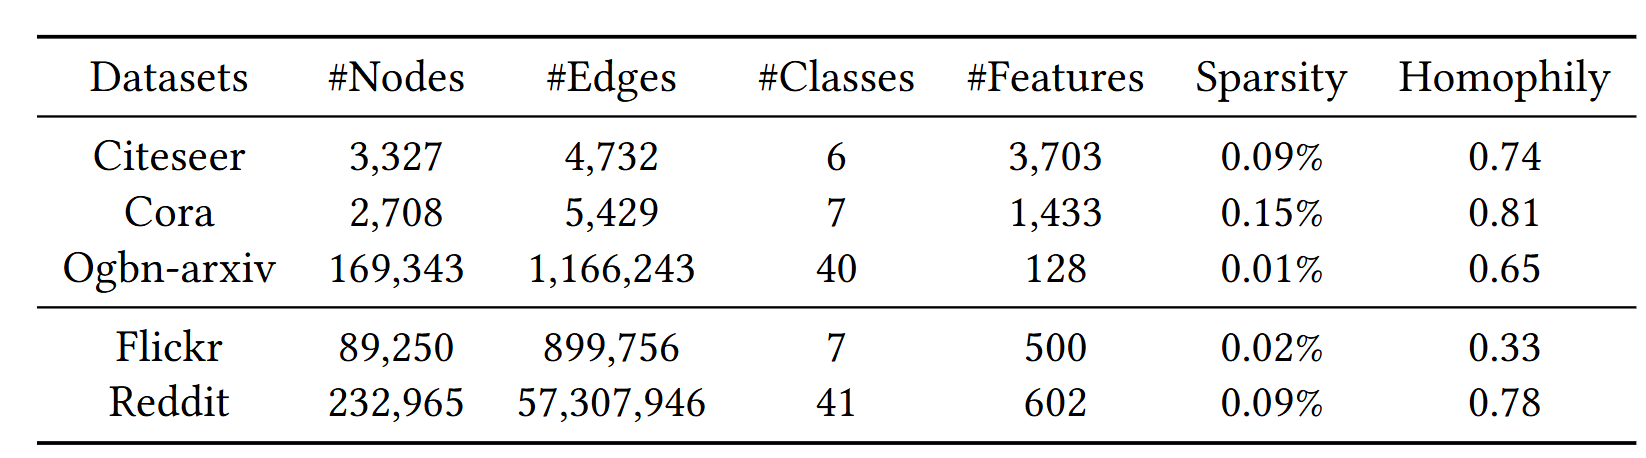 Datasets #Nodes #Edges #Classes #Features Sparsity Homophily
Citeseer 3,327 4,732 6 3,703 0.09% 0.74
Cora 2,708 5,429 7 1,433 0.15% 0.81
Ogbn-arxiv 169,343 1,166,243 40 128 0.01% 0.65
Flickr 89,250 899,756 7 500 0.02% 0.33
Reddit 232,965 57,307,946 41 602 0.09% 0.78